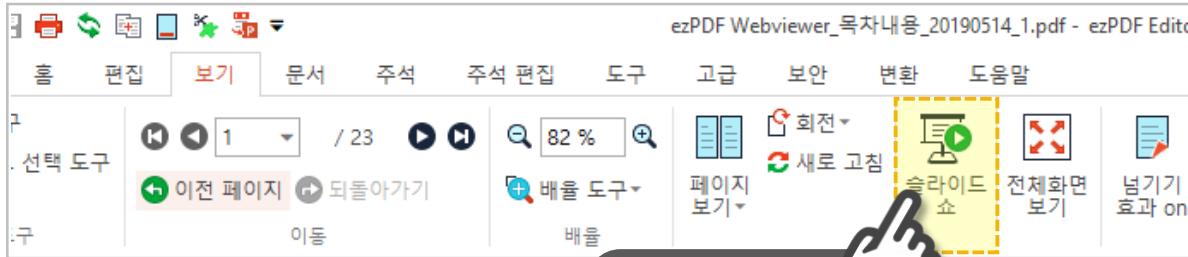 ezPDF Webviewer_목차내용_20190514_1.pdf - ezPDF Edito
홈 편집 보기 문서 주석 주석 편집 도구 고급 보안 변환 도움말
구
선택 도구
1 / 23
이전 페이지 되돌아가기
82 %
배율 도구
페이지
보기
회전
새로 고침
슬라이드
쇼
전체화면
보기
넘기기
효과 on
구 이동 배율